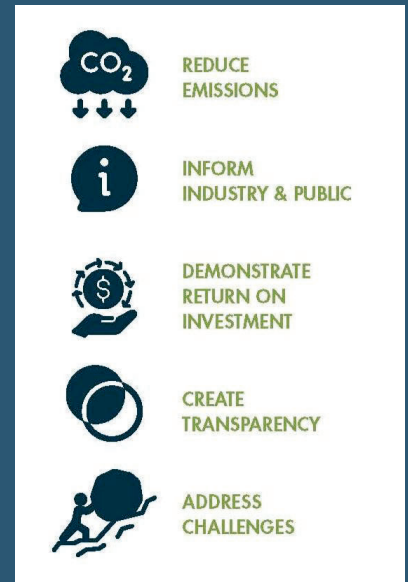 CO2
REDUCE
EMISSIONS
i
INFORM
INDUSTRY & PUBLIC
$
DEMONSTRATE
RETURN ON
INVESTMENT
CREATE
TRANSPARENCY
ADDRESS
CHALLENGES